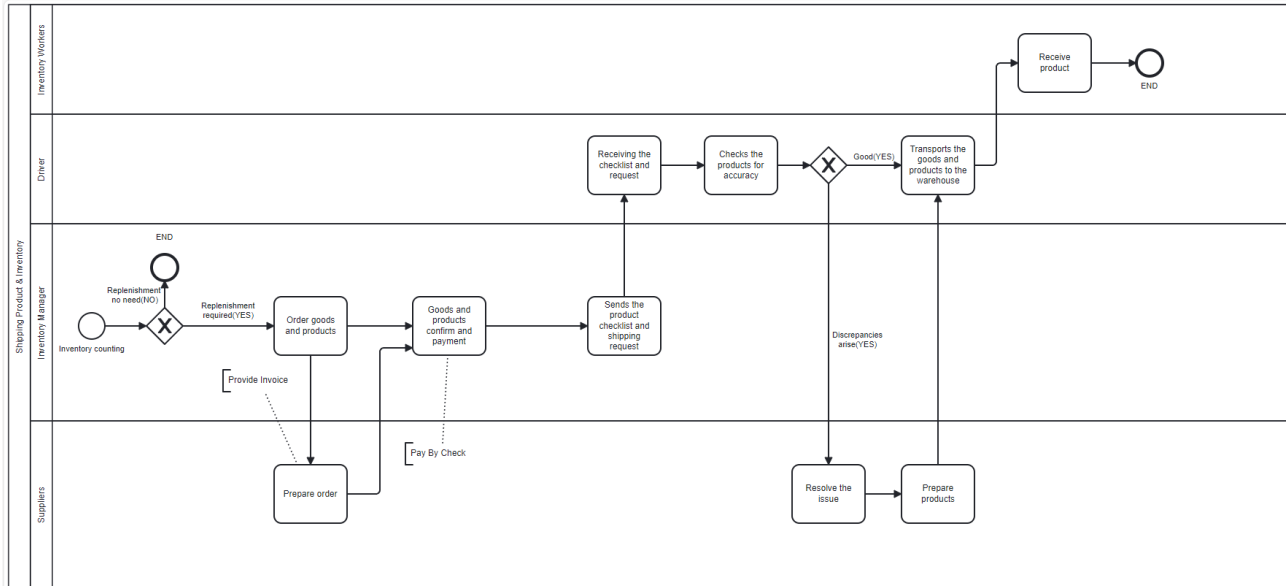 Shipping Product & Inventory
Inventory Workers
Receive
product
END
Driver
Receiving the
checklist and
request
Checks the
products for
accuracy
X
Good(YES)
Transports the
goods and
products to the
warehouse
Inventory Manager
END
Replenishment
no need(NO)
Inventory counting
X
Replenishment
required(YES)
Order goods
and products
Goods and
products
confirm and
payment
Sends the
product
checklist and
shipping
request
Discrepancies
arise(YES)
Provide Invoice
Suppliers
Pay By Check
Prepare order
Resolve the
issue
Prepare
products